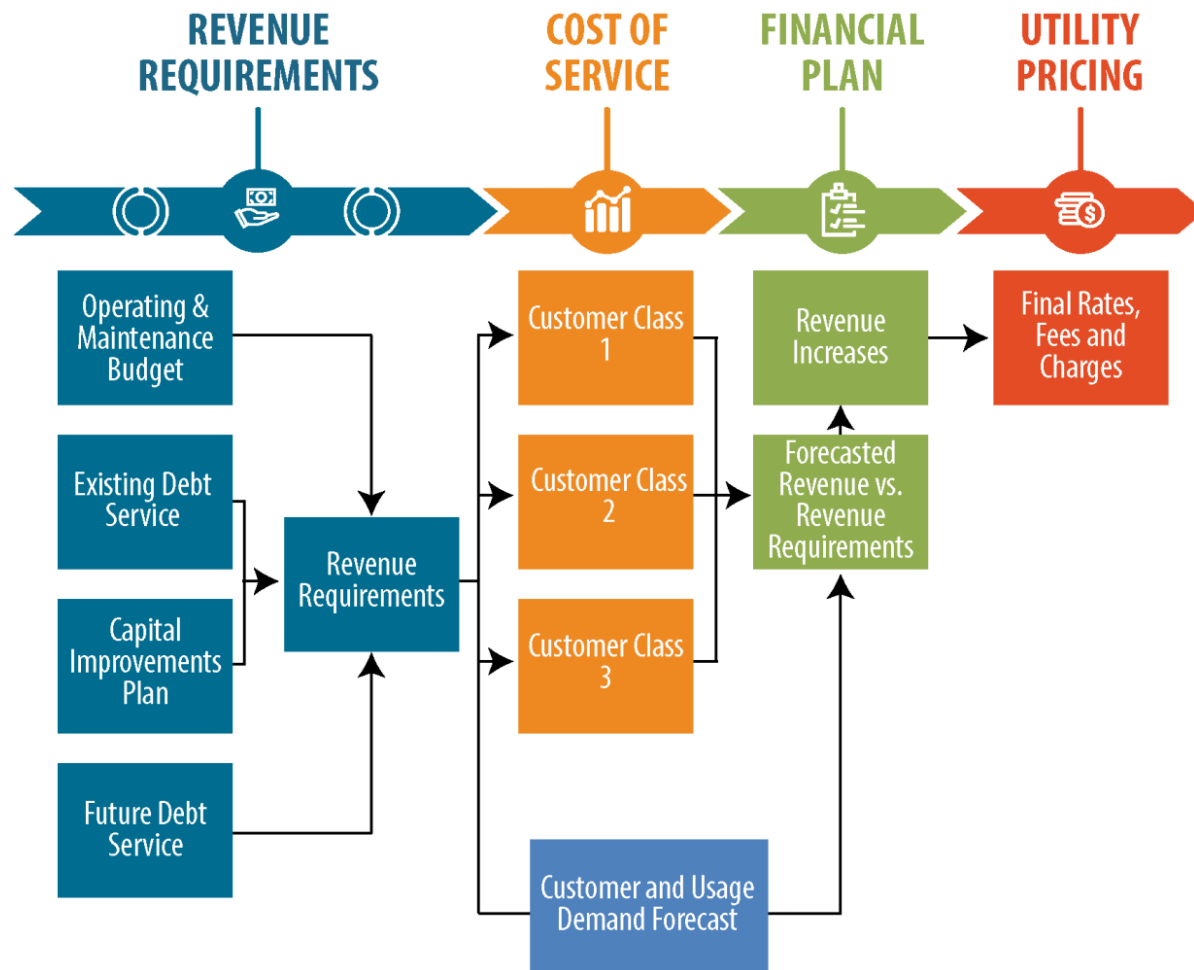 REVENUE
REQUIREMENTS
COST OF
SERVICE
FINANCIAL
PLAN
UTILITY
PRICING
$
Operating &
Maintenance
Budget
Existing Debt
Service
Capital
Improvements
Plan
Future Debt
Service
Revenue
Requirements
Customer Class
1
Customer Class
2
Customer Class
3
Customer and Usage
Demand Forecast
Revenue
Increases
Forecasted
Revenue vs.
Revenue
Requirements
Final Rates,
Fees and
Charges